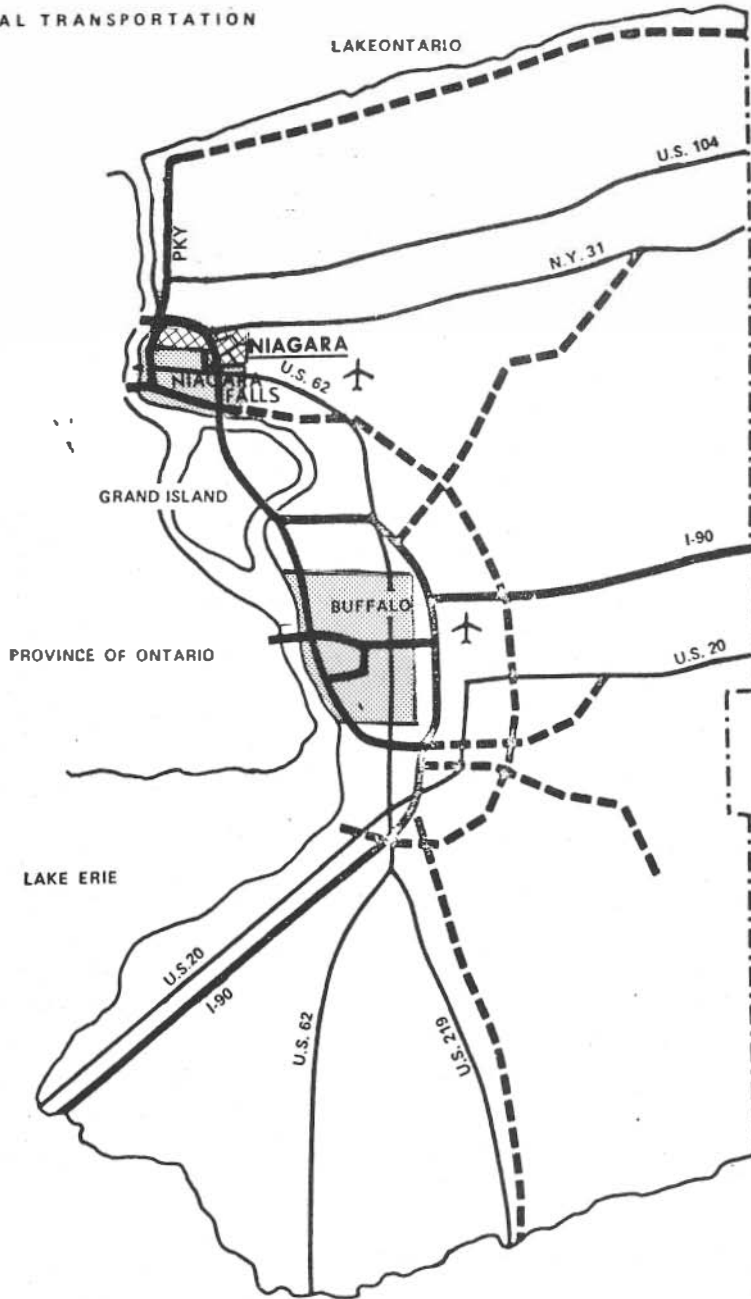 AL TRANSPORTATION
LAKEONTARIO
U.S. 104
PKY
N.Y. 31
NIAGARA
U.S. 62
NIAGARA
FALLS
GRAND ISLAND
I-90
BUFFALO
PROVINCE OF ONTARIO
U.S. 20
LAKE ERIE
U.S.20
I-90
U.S. 62
U.S. 219